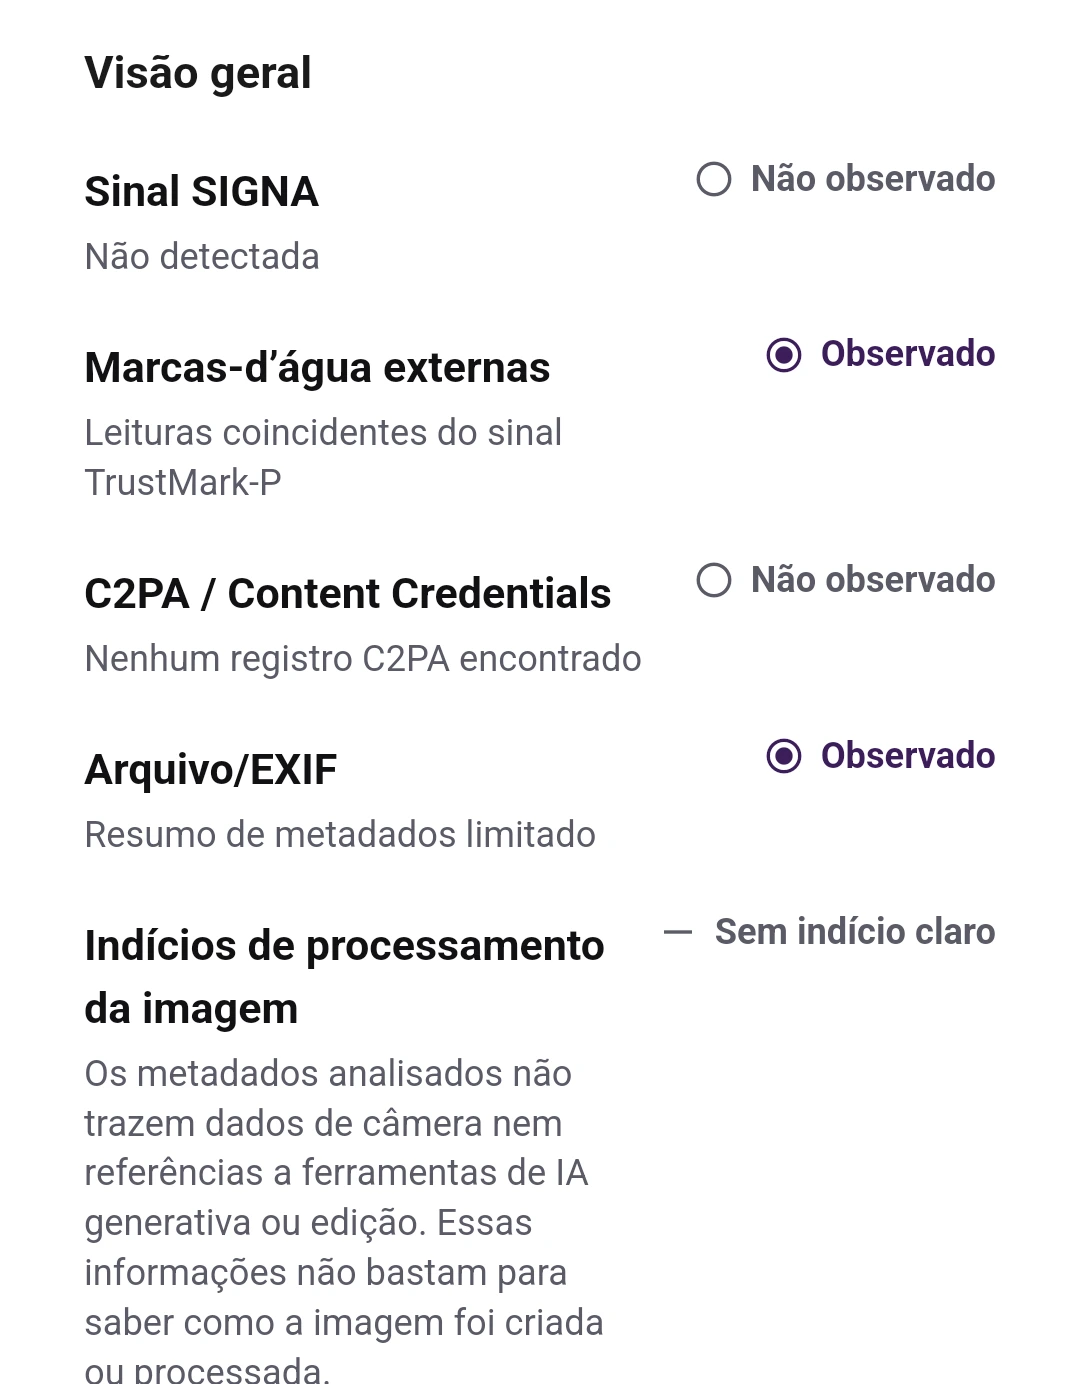 Visão geral
Sinal SIGNA
Não observado
Não detectada
Marcas-d’água externas
Observado
Leituras coincidentes do sinal
TrustMark-P
C2PA / Content Credentials
Não observado
Nenhum registro C2PA encontrado
Arquivo/EXIF
Observado
Resumo de metadados limitado
Indícios de processamento
da imagem
Sem indício claro
Os metadados analisados não
trazem dados de câmera nem
referências a ferramentas de IA
generativa ou edição. Essas
informações não bastam para
saber como a imagem foi criada
ou processada.